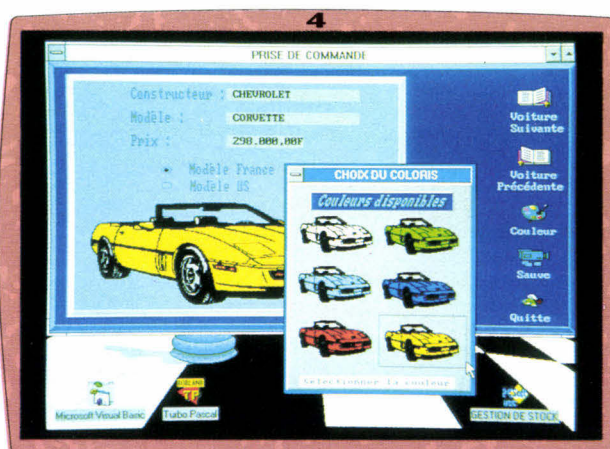 4
PRISE DE COMMANDE
Constructeur : CHEVROLET
Modèle : CORVETTE
Prix : 298.000,00F
Modèle France
Modèle US
Voiture
Suivante
Voiture
Précédente
Couleur
Sauve
Quitte
CHOIX DU COLORIS
Couleurs disponibles
Sélectionner la couleur
Microsoft Visual Basic
Turbo Pascal
GESTION DE STOCK